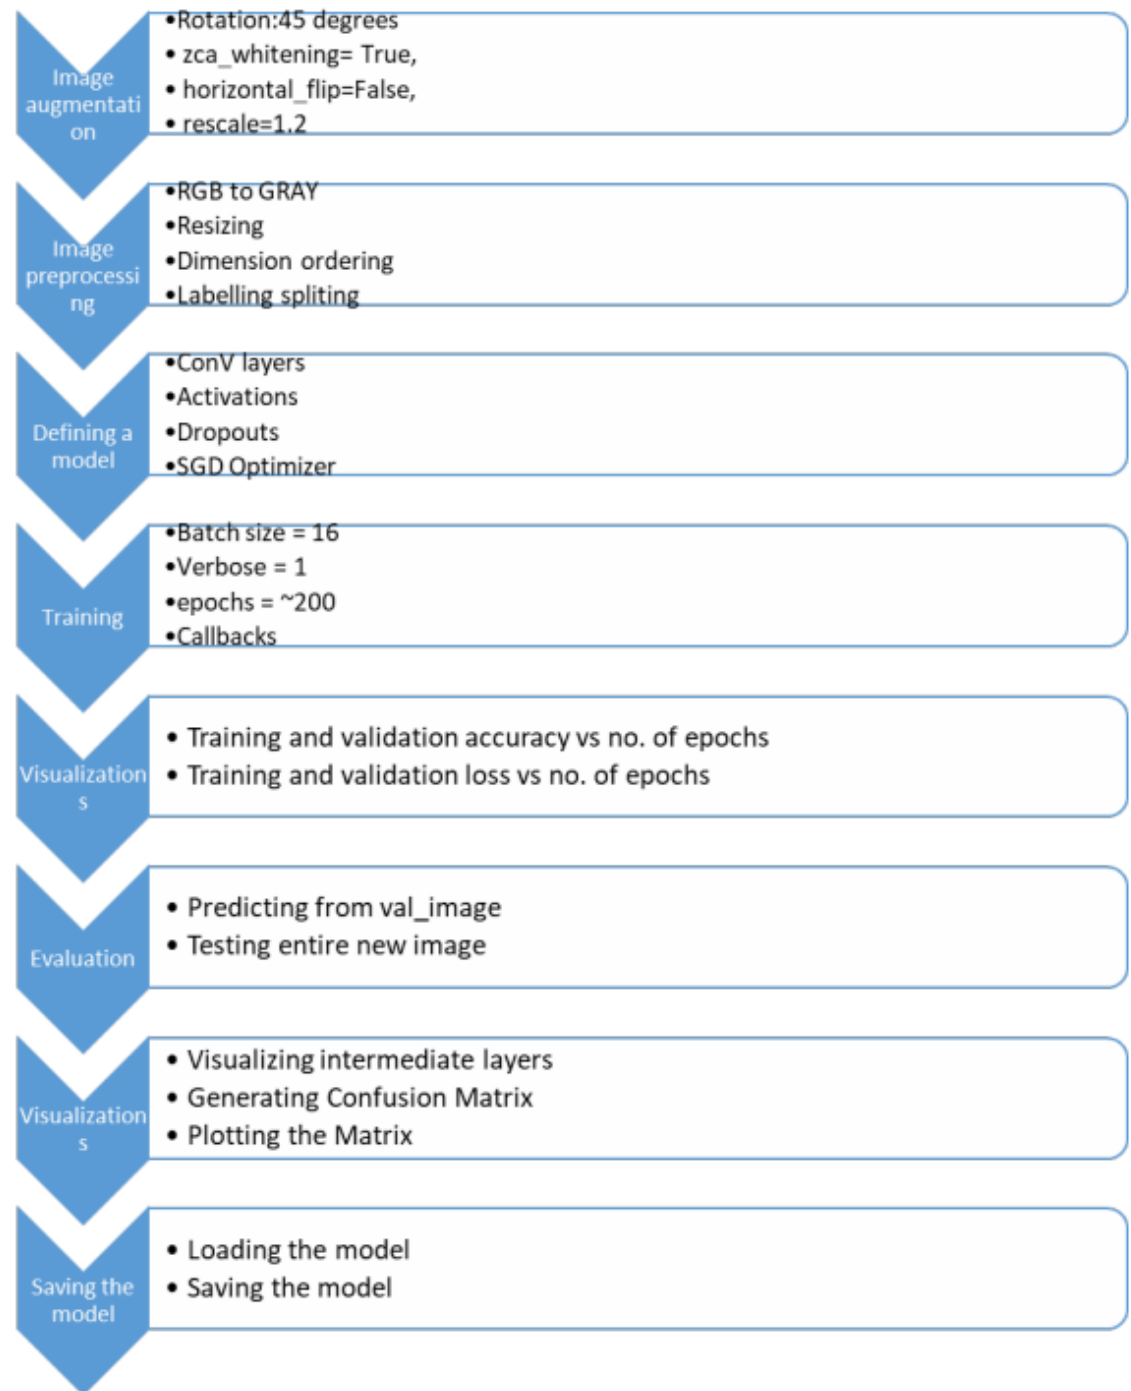 Image
augmentati
on
•Rotation:45 degrees
• zca_whitening= True,
• horizontal_flip=False,
• rescale=1.2
Image
preprocessi
ng
•RGB to GRAY
•Resizing
•Dimension ordering
•Labelling spliting
Defining a
model
•ConV layers
•Activations
•Dropouts
•SGD Optimizer
Training
•Batch size = 16
•Verbose = 1
•epochs = ~200
•Callbacks
Visualization
s
• Training and validation accuracy vs no. of epochs
• Training and validation loss vs no. of epochs
Evaluation
• Predicting from val_image
• Testing entire new image
Visualization
s
• Visualizing intermediate layers
• Generating Confusion Matrix
• Plotting the Matrix
Saving the
model
• Loading the model
• Saving the model